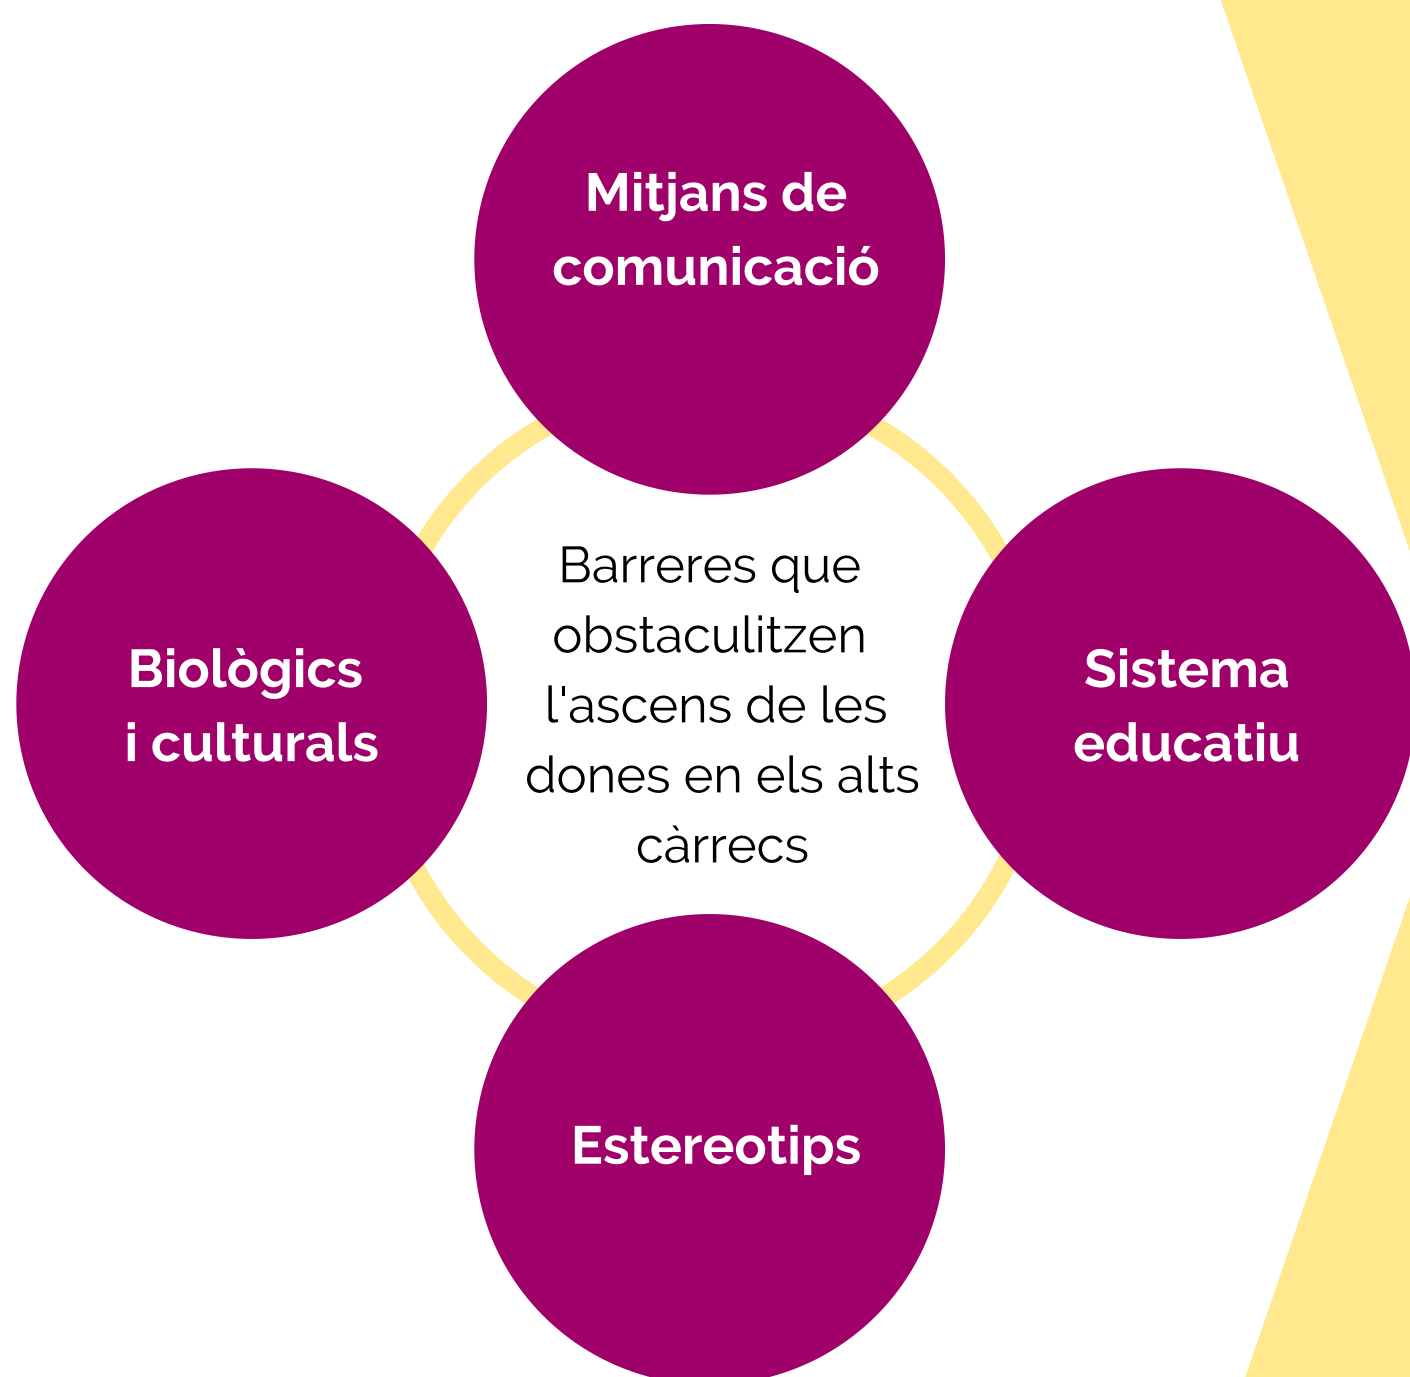 Mitjans de
comunicació
Barreres que
obstaculitzen
l'ascens de les
dones en els alts
càrrecs
Biològics
i culturals
Sistema
educatiu
Estereotips